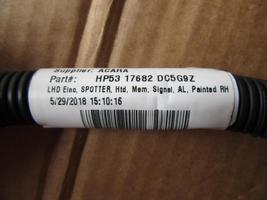 Supplier: ACARA
Part#: HP53 17682 DC5G9Z
LHD Elec, SPOTTER, Htd, Mem, Signal, AL, Painted RH
5/29/2018 15:10:16